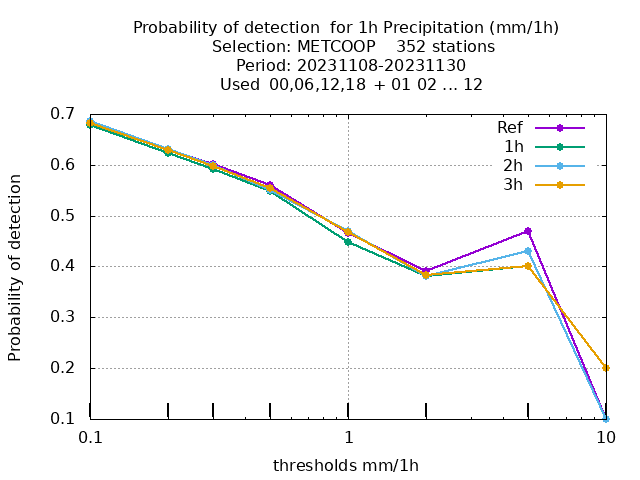 Probability of detection for 1h Precipitation (mm/1h)
Selection: METCOOP 352 stations
Period: 20231108-20231130
Used 00,06,12,18 + 01 02 ... 12
Ref
1h
2h
3h
Probability of detection
0.7
0.6
0.5
0.4
0.3
0.2
0.1
0.1 1 10
thresholds mm/1h